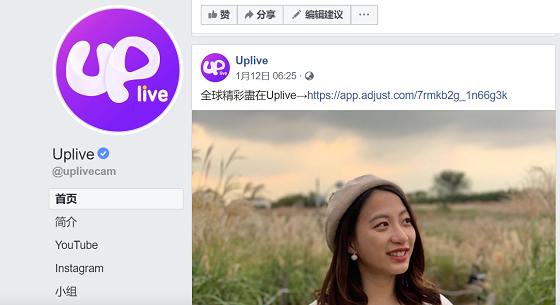 UP
live
Uplive
@uplivecam
首页
简介
YouTube
Instagram
小组
赞 分享 编辑建议 ···
Uplive
1月12日 06:25 ·
全球精彩盡在Uplive→https://app.adjust.com/7rmkb2g_1n66g3k